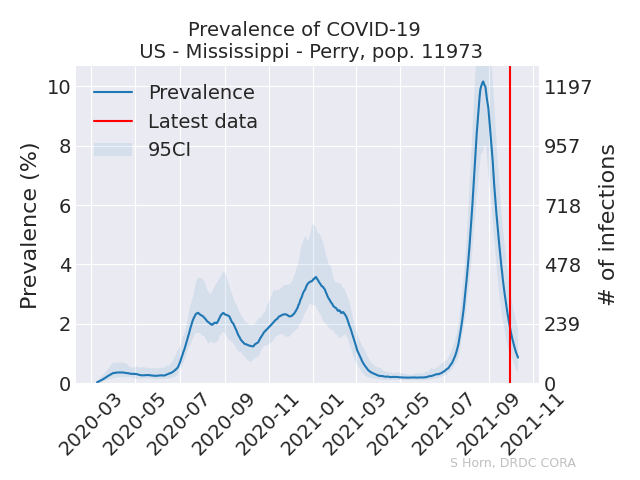 Prevalence of COVID-19
US - Mississippi - Perry, pop. 11973
Prevalence
Latest data
95CI
Prevalence (%)
10
8
6
4
2
0
1197
957
718
478
239
0
# of infections
2020-03
2020-05
2020-07
2020-09
2020-11
2021-01
2021-03
2021-05
2021-07
2021-09
2021-11
S Horn, DRDC CORA